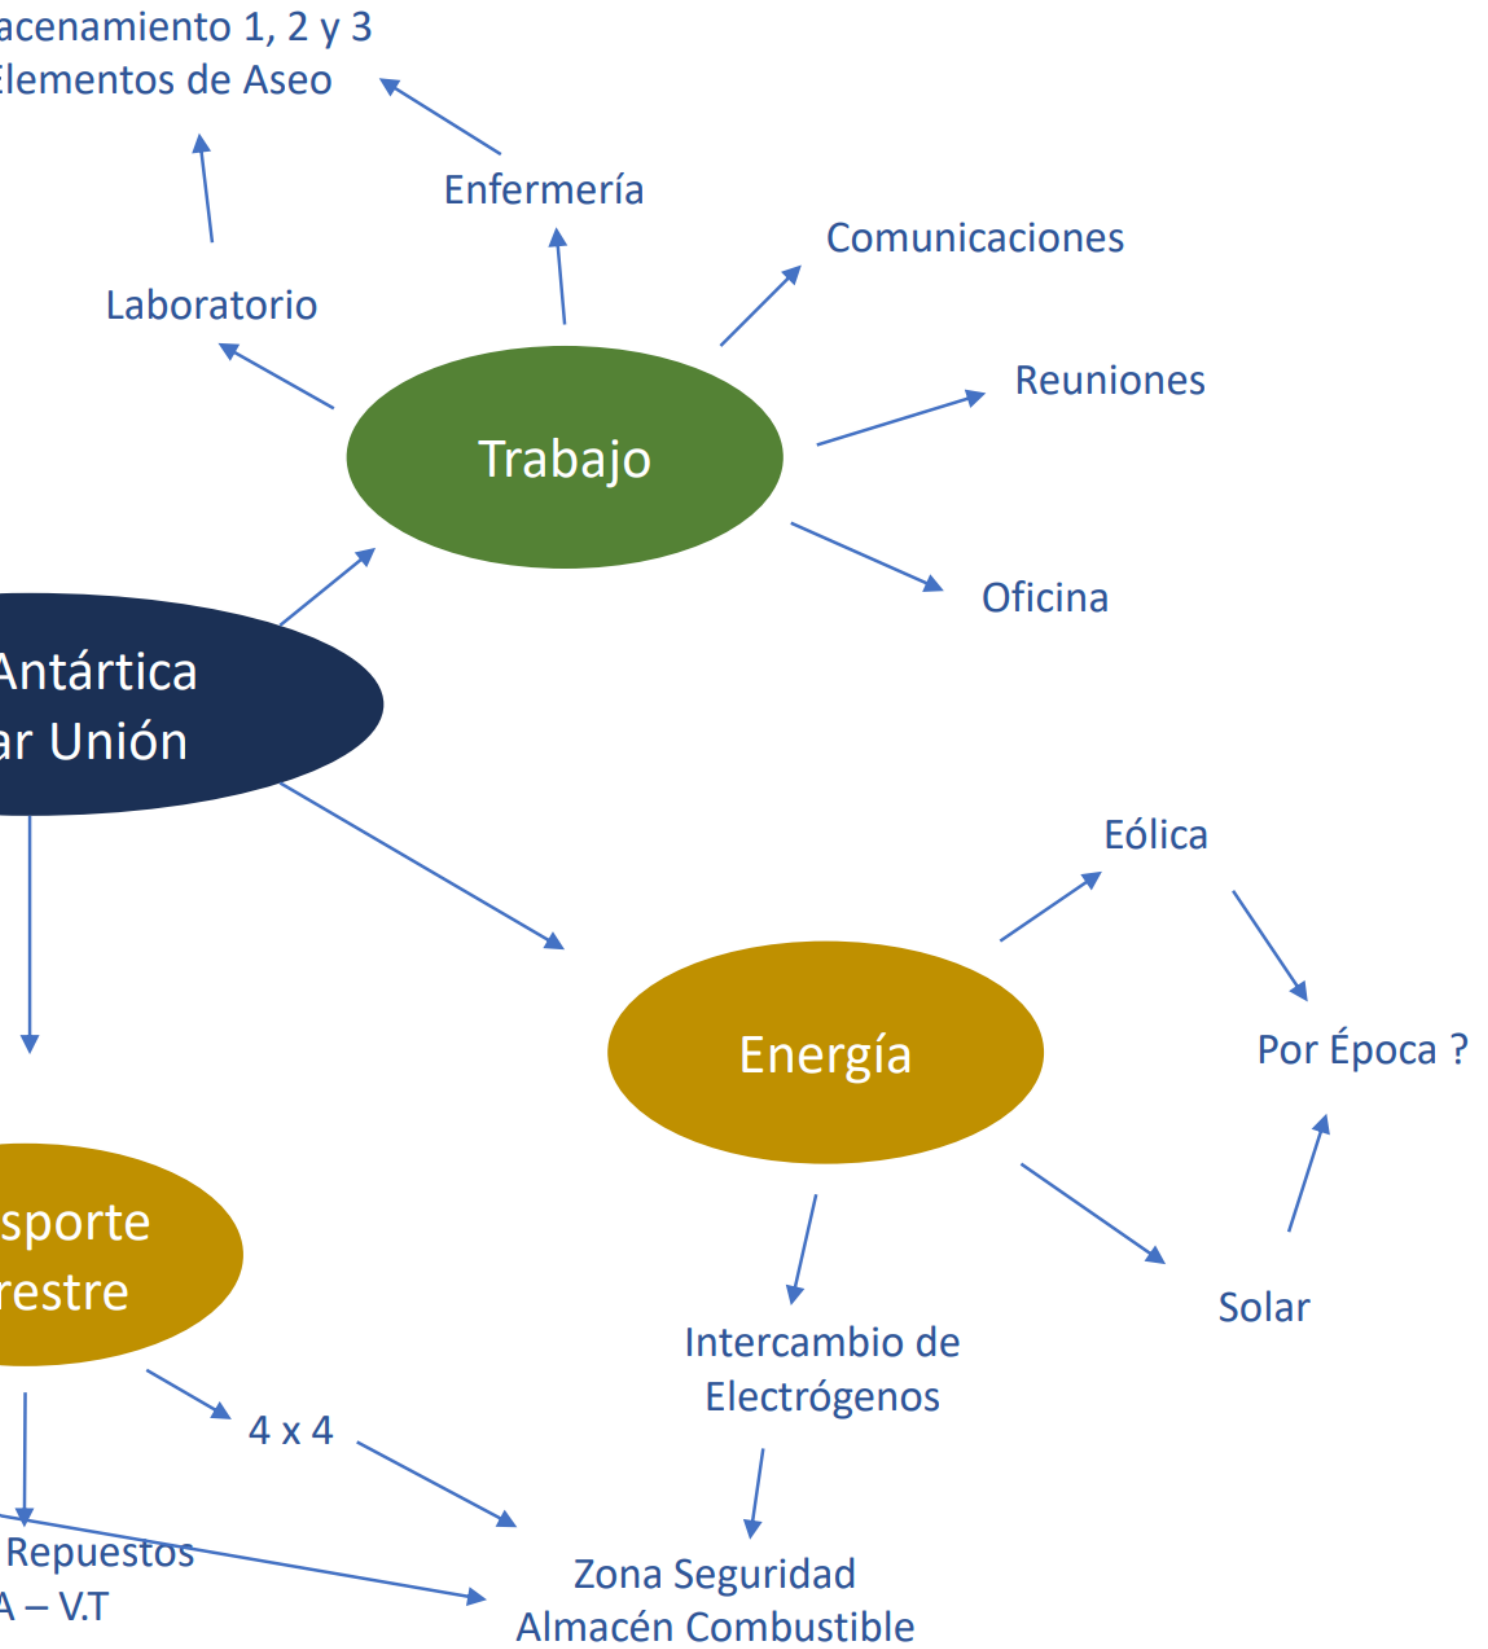 acenamiento 1, 2 y 3
Elementos de Aseo
Enfermería
Comunicaciones
Laboratorio
Reuniones
Trabajo
Oficina
Antártica
ar Unión
Eólica
Energía
Por Época ?
sporte
restre
Solar
Intercambio de
Electrógenos
4 x 4
Repuestos
A – V.T
Zona Seguridad
Almacén Combustible